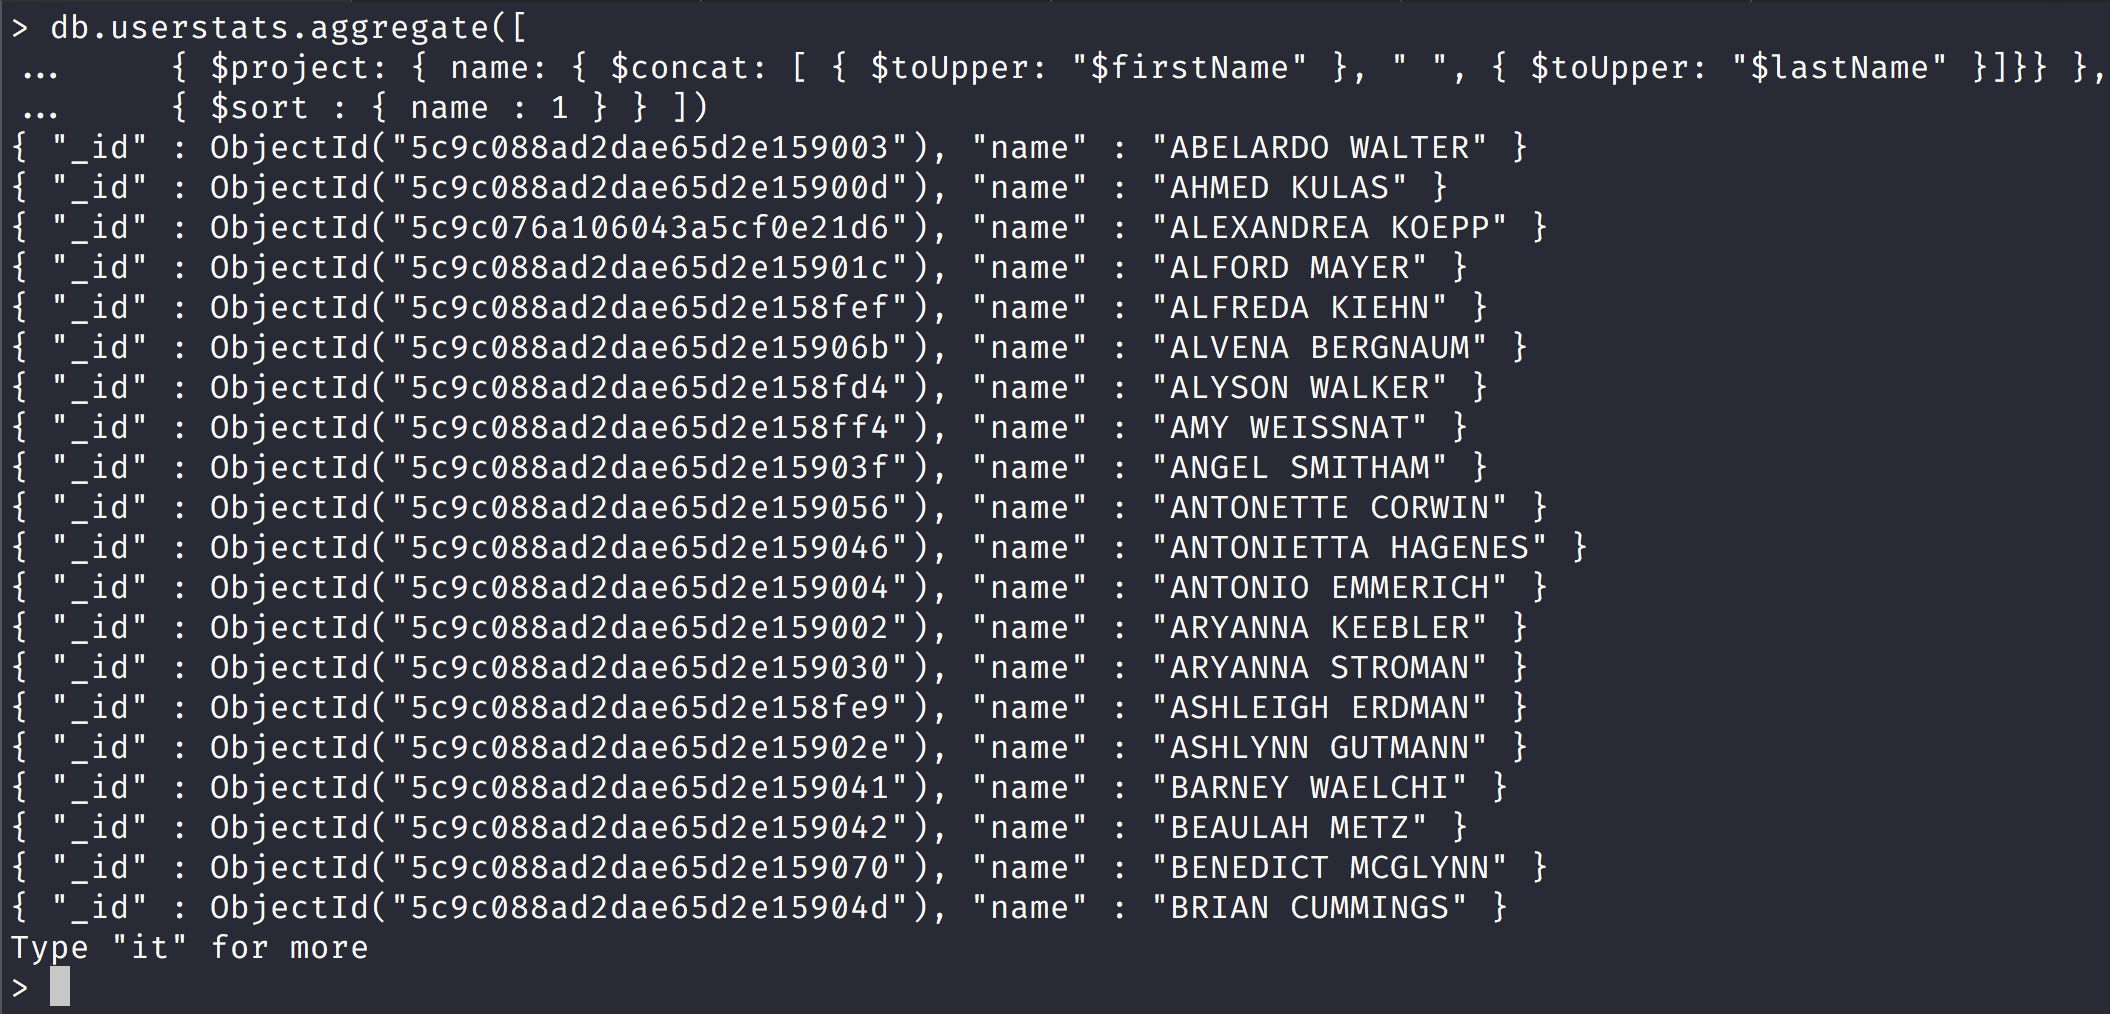 > db.userstats.aggregate([
...      { $project: { name: { $concat: [ { $toUpper: "$firstName" }, " ", { $toUpper: "$lastName" }]}} },
...      { $sort : { name : 1 } } ])
{ "_id" : ObjectId("5c9c088ad2dae65d2e159003"), "name" : "ABELARDO WALTER" }
{ "_id" : ObjectId("5c9c088ad2dae65d2e15900d"), "name" : "AHMED KULAS" }
{ "_id" : ObjectId("5c9c076a106043a5cf0e21d6"), "name" : "ALEXANDREA KOEPP" }
{ "_id" : ObjectId("5c9c088ad2dae65d2e15901c"), "name" : "ALFORD MAYER" }
{ "_id" : ObjectId("5c9c088ad2dae65d2e158fef"), "name" : "ALFREDA KIEHN" }
{ "_id" : ObjectId("5c9c088ad2dae65d2e15906b"), "name" : "ALVENA BERGNAUM" }
{ "_id" : ObjectId("5c9c088ad2dae65d2e158fd4"), "name" : "ALYSON WALKER" }
{ "_id" : ObjectId("5c9c088ad2dae65d2e158ff4"), "name" : "AMY WEISSNAT" }
{ "_id" : ObjectId("5c9c088ad2dae65d2e15903f"), "name" : "ANGEL SMITHAM" }
{ "_id" : ObjectId("5c9c088ad2dae65d2e159056"), "name" : "ANTONETTE CORWIN" }
{ "_id" : ObjectId("5c9c088ad2dae65d2e159046"), "name" : "ANTONIETTA HAGENES" }
{ "_id" : ObjectId("5c9c088ad2dae65d2e159004"), "name" : "ANTONIO EMMERICH" }
{ "_id" : ObjectId("5c9c088ad2dae65d2e159002"), "name" : "ARYANNA KEEBLER" }
{ "_id" : ObjectId("5c9c088ad2dae65d2e159030"), "name" : "ARYANNA STROMAN" }
{ "_id" : ObjectId("5c9c088ad2dae65d2e158fe9"), "name" : "ASHLEIGH ERDMAN" }
{ "_id" : ObjectId("5c9c088ad2dae65d2e15902e"), "name" : "ASHLYNN GUTMANN" }
{ "_id" : ObjectId("5c9c088ad2dae65d2e159041"), "name" : "BARNEY WAELCHI" }
{ "_id" : ObjectId("5c9c088ad2dae65d2e159042"), "name" : "BEAULAH METZ" }
{ "_id" : ObjectId("5c9c088ad2dae65d2e159070"), "name" : "BENEDICT MCGLYNN" }
{ "_id" : ObjectId("5c9c088ad2dae65d2e15904d"), "name" : "BRIAN CUMMINGS" }
Type "it" for more
>